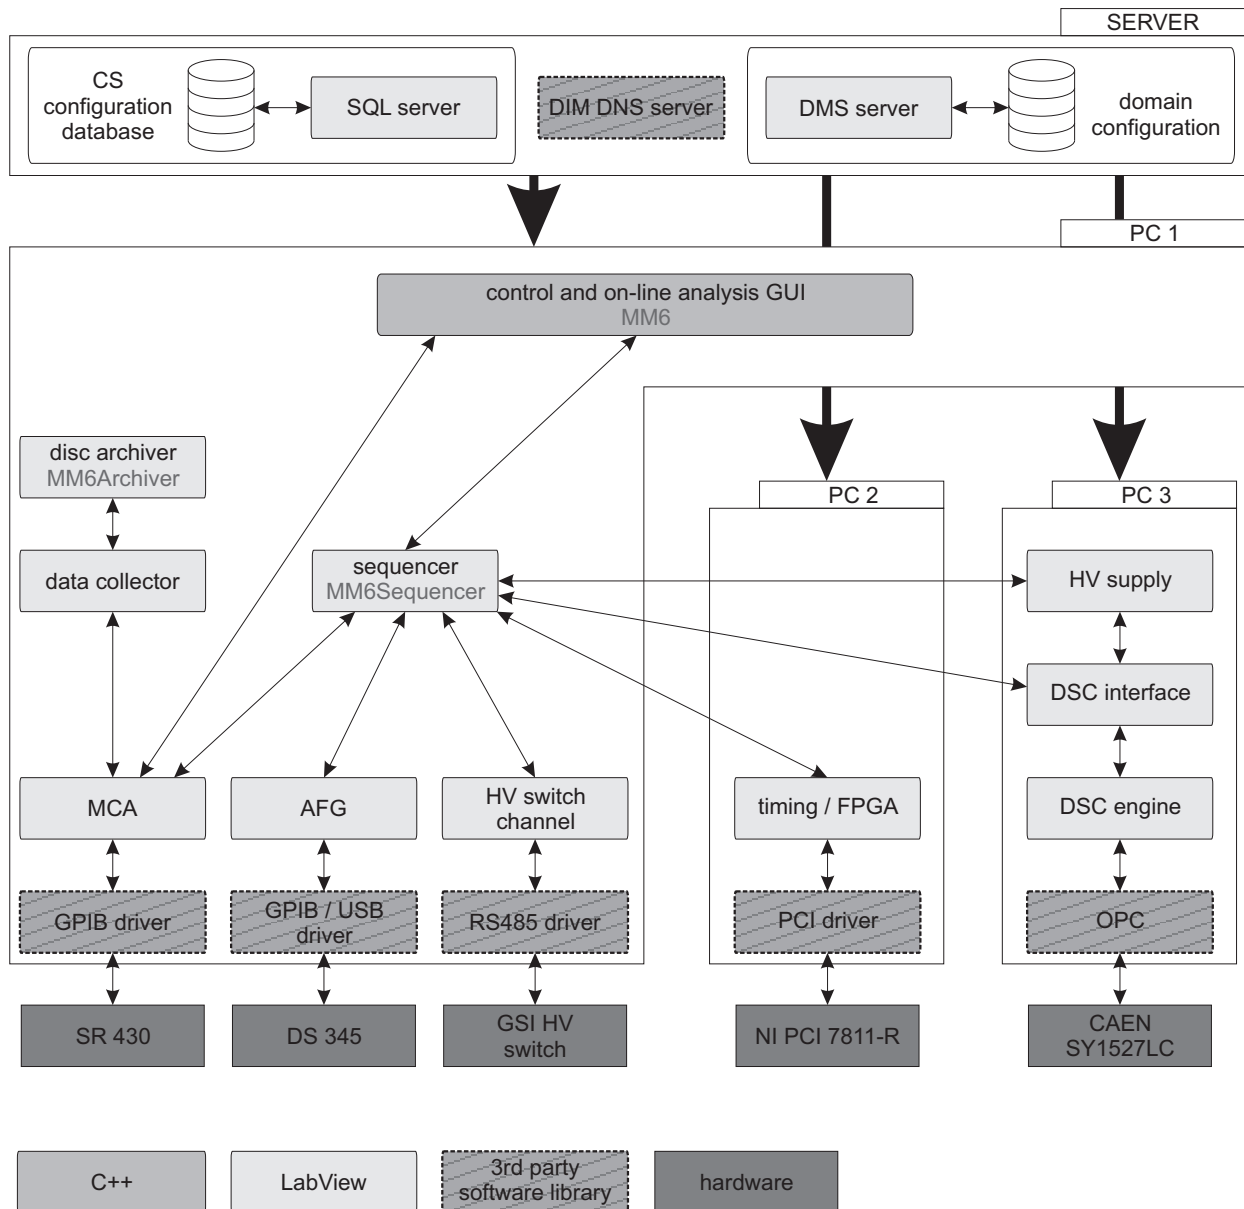 SERVER
CS
configuration
database
SQL server
DIM DNS server
DMS server
domain
configuration
PC 1
control and on-line analysis GUI
MM6
disc archiver
MM6Archiver
PC 2
PC 3
data collector
sequencer
MM6Sequencer
HV supply
DSC interface
MCA
AFG
HV switch
channel
timing / FPGA
DSC engine
GPIB driver
GPIB / USB
driver
RS485 driver
PCI driver
OPC
SR 430
DS 345
GSI HV
switch
NI PCI 7811-R
CAEN
SY1527LC
C++
LabView
3rd party
software library
hardware